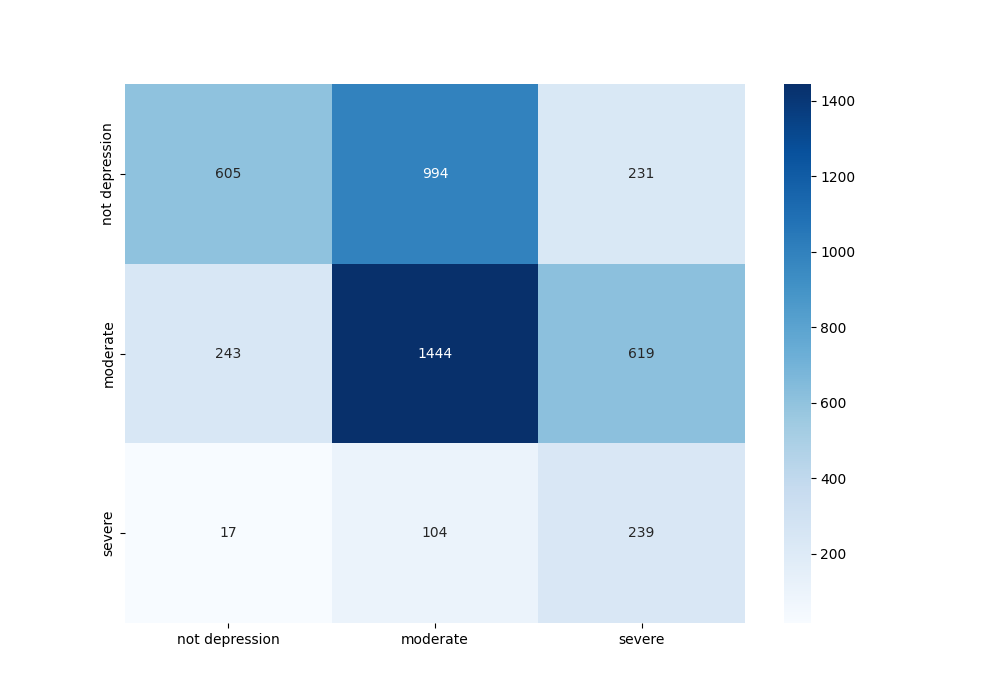 not depression
605
994
231
moderate
243
1444
619
severe
17
104
239
not depression
moderate
severe
1400
1200
1000
800
600
400
200